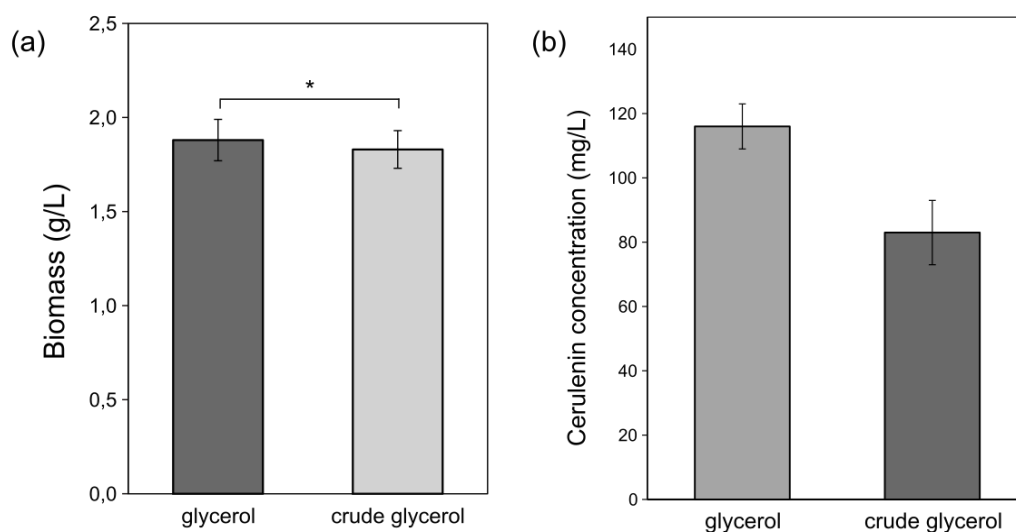 (a)
Biomass (g/L)
2,5
2,0
1,5
1,0
0,5
0,0
*
glycerol
crude glycerol
(b)
Cerulenin concentration (mg/L)
140
120
100
80
60
40
20
0
glycerol
crude glycerol